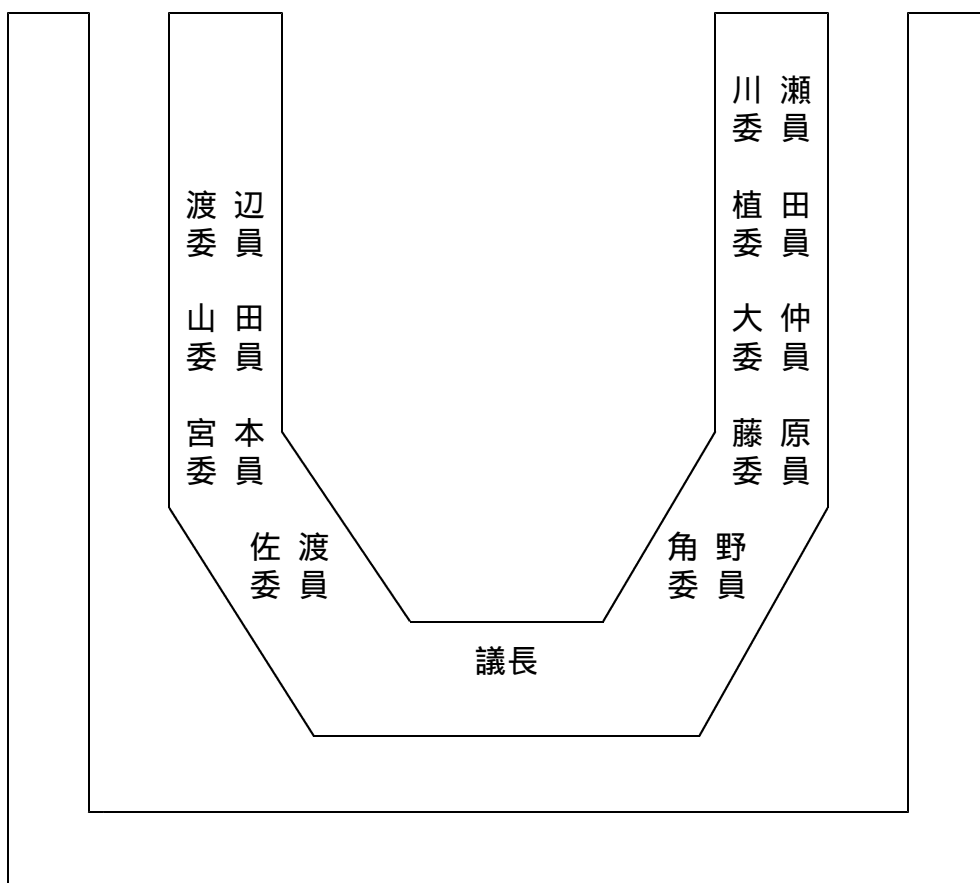 川 瀬
委 員
渡 辺
委 員
植 田
委 員
山 田
委 員
大 仲
委 員
宮 本
委 員
藤 原
委 員
佐 渡
委 員
角 野
委 員
議長